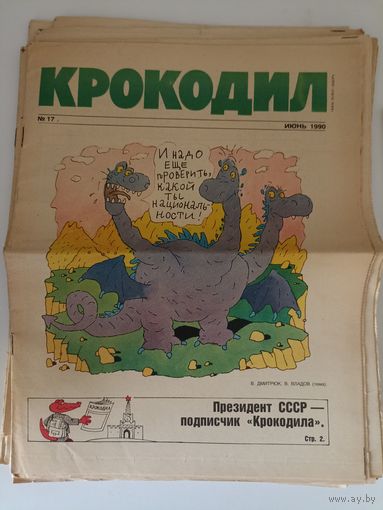 КРОКОДИЛ
№ 17
ИЮНЬ 1990
И НАДО
ЕЩЕ
ПРОВЕРИТЬ,
КАКОЙ
ТЫ
НАЦИОНАЛЬ-
НОСТИ!
В. ДМИТРЮК, В. ВЛАДОВ (тема)
КРОКОДИЛ
Президент СССР —
подписчик «Крокодила».
Стр. 2.
www.ay.by